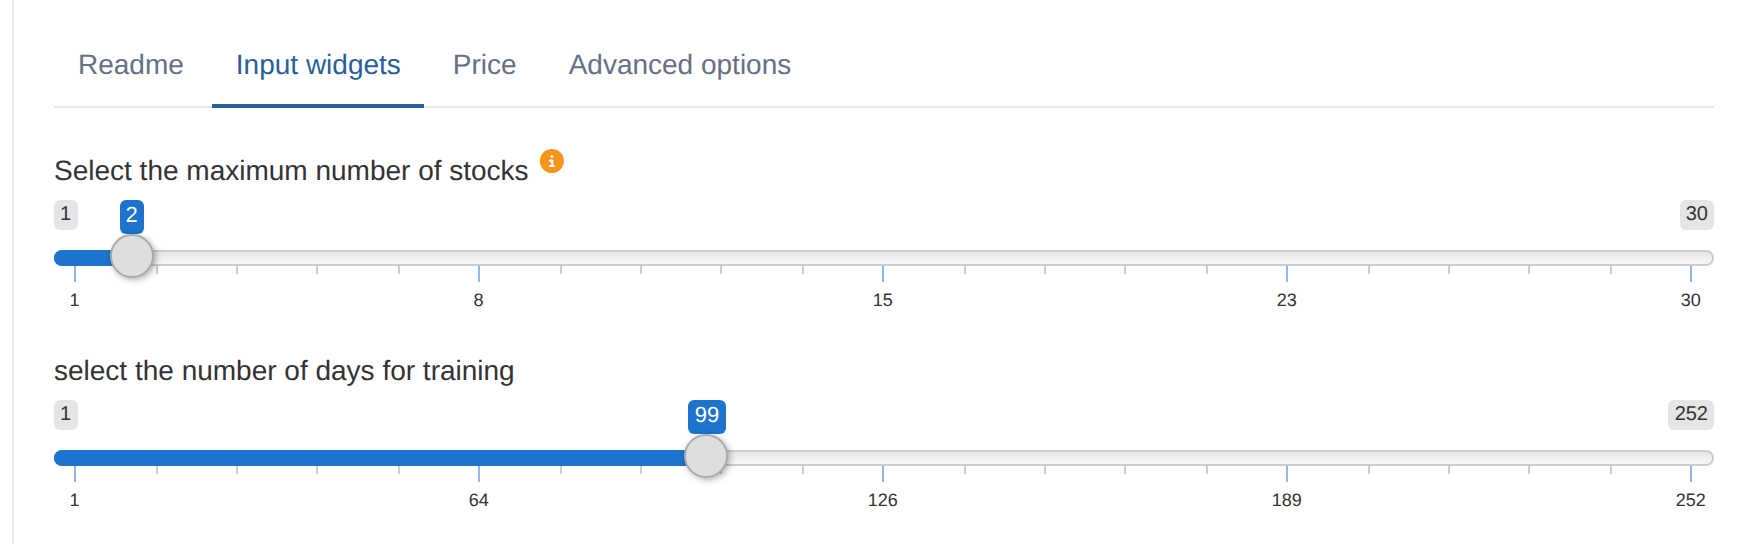 Readme Input widgets Price Advanced options
Select the maximum number of stocks i
1 2 30
1 8 15 23 30
select the number of days for training
1 99 252
1 64 126 189 252